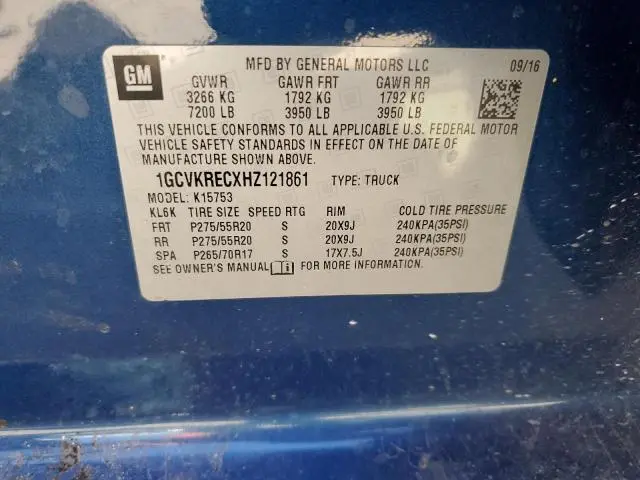 GM
MFD BY GENERAL MOTORS LLC 09/16
GVWR GAWR FRT GAWR RR
3266 KG 1792 KG 1792 KG
7200 LB 3950 LB 3950 LB
THIS VEHICLE CONFORMS TO ALL APPLICABLE U.S. FEDERAL MOTOR
VEHICLE SAFETY STANDARDS IN EFFECT ON THE DATE OF
MANUFACTURE SHOWN ABOVE.
1GCVKRECXHZ121861 TYPE: TRUCK
MODEL: K15753
KL6K TIRE SIZE SPEED RTG RIM COLD TIRE PRESSURE
FRT P275/55R20 S 20X9J 240KPA(35PSI)
RR P275/55R20 S 20X9J 240KPA(35PSI)
SPA P265/70R17 S 17X7.5J 240KPA(35PSI)
SEE OWNER'S MANUAL FOR MORE INFORMATION.